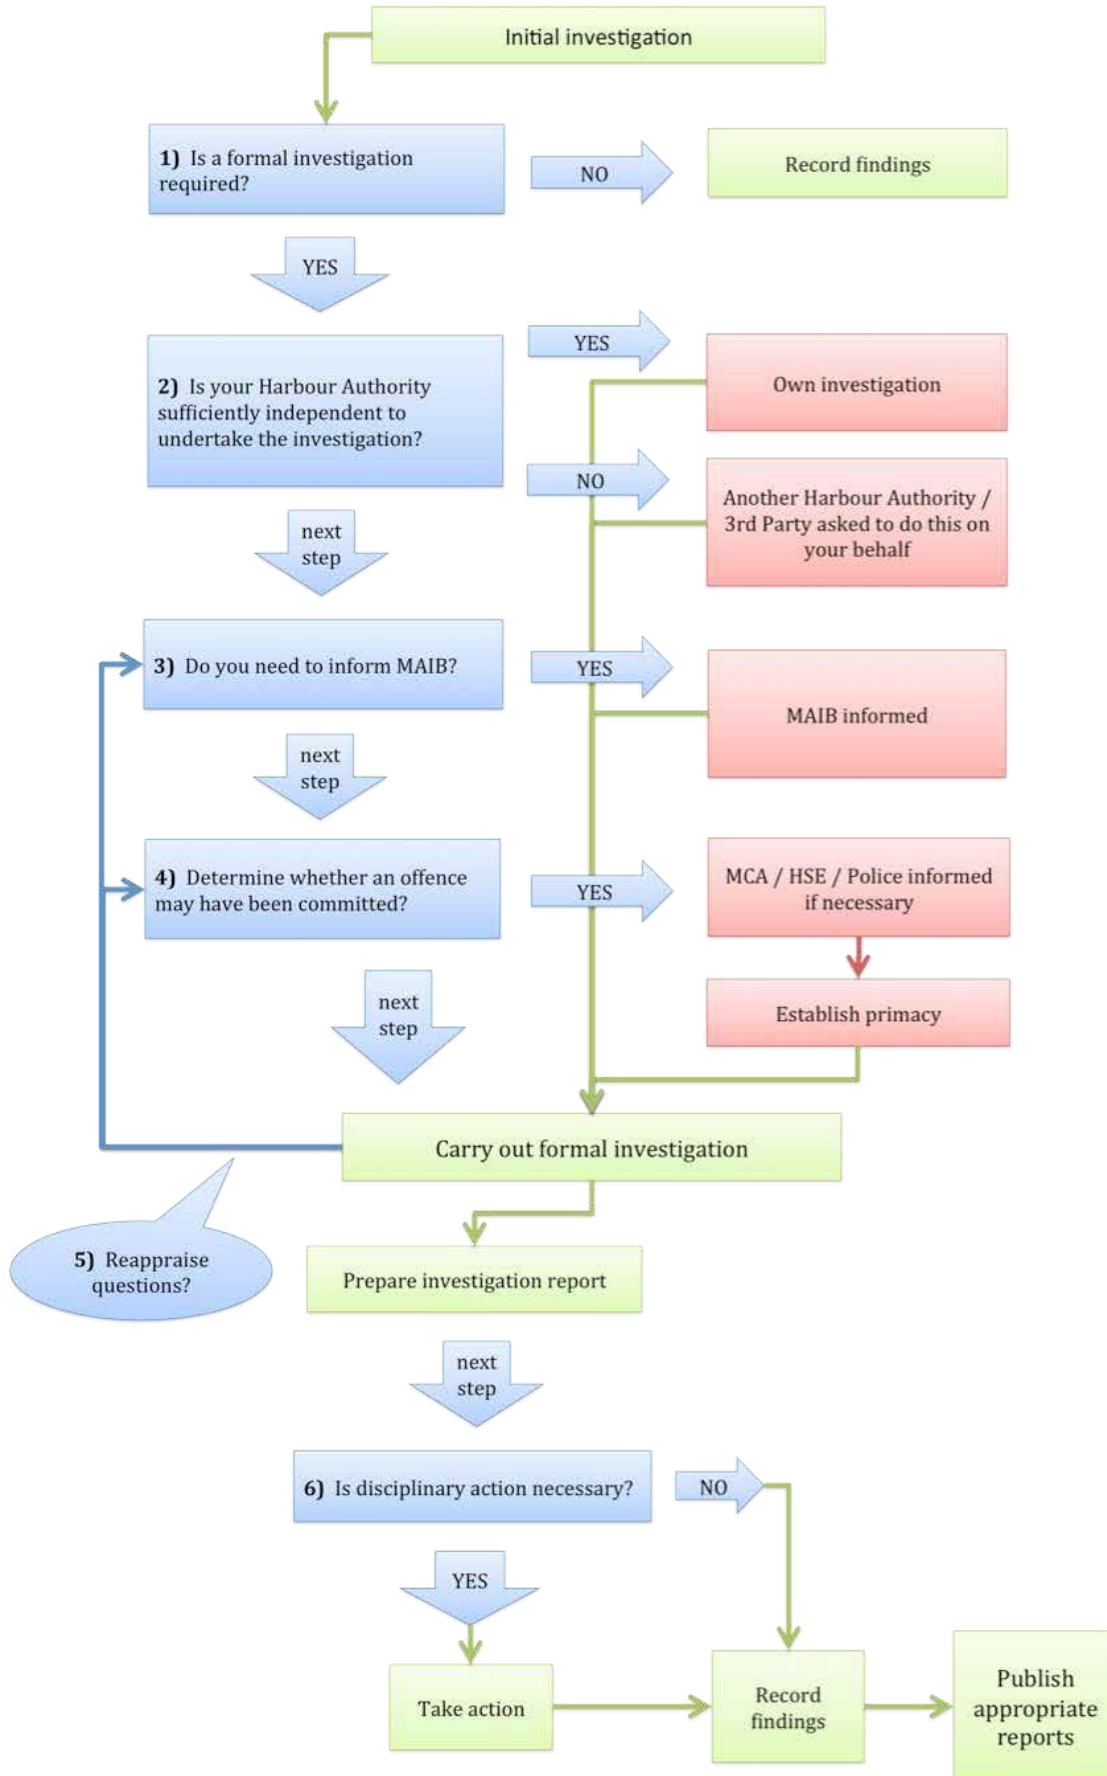 Initial investigation
1) Is a formal investigation
required?
NO
Record findings
YES
2) Is your Harbour Authority
sufficiently independent to
undertake the investigation?
YES
Own investigation
NO
Another Harbour Authority /
3rd Party asked to do this on
your behalf
next
step
3) Do you need to inform MAIB?
YES
MAIB informed
next
step
4) Determine whether an offence
may have been committed?
YES
MCA / HSE / Police informed
if necessary
Establish primacy
next
step
Carry out formal investigation
5) Reappraise
questions?
Prepare investigation report
next
step
6) Is disciplinary action necessary?
NO
YES
Take action
Record
findings
Publish
appropriate
reports